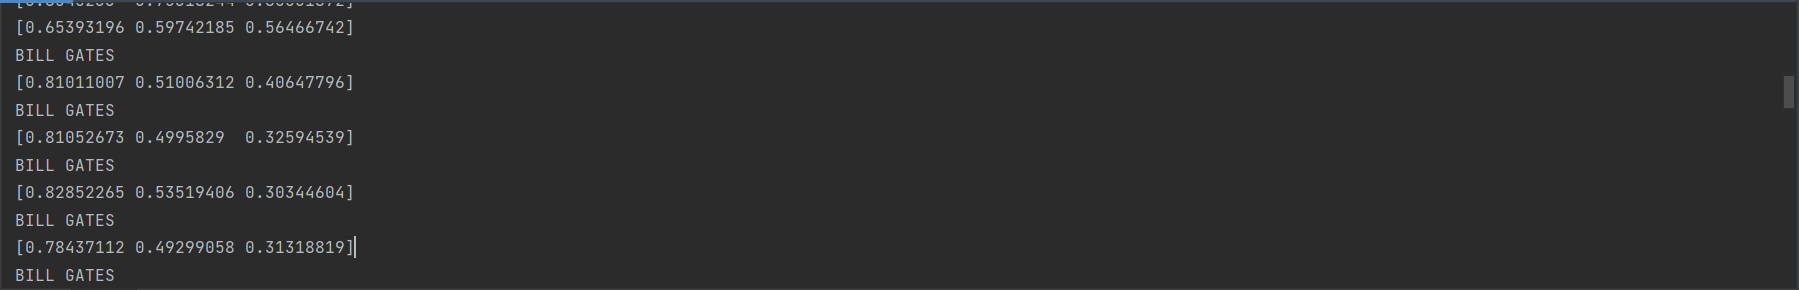 [0.65393196 0.59742185 0.56466742]
BILL GATES
[0.81011007 0.51006312 0.40647796]
BILL GATES
[0.81052673 0.4995829  0.32594539]
BILL GATES
[0.82852265 0.53519406 0.30344604]
BILL GATES
[0.78437112 0.49299058 0.31318819]
BILL GATES